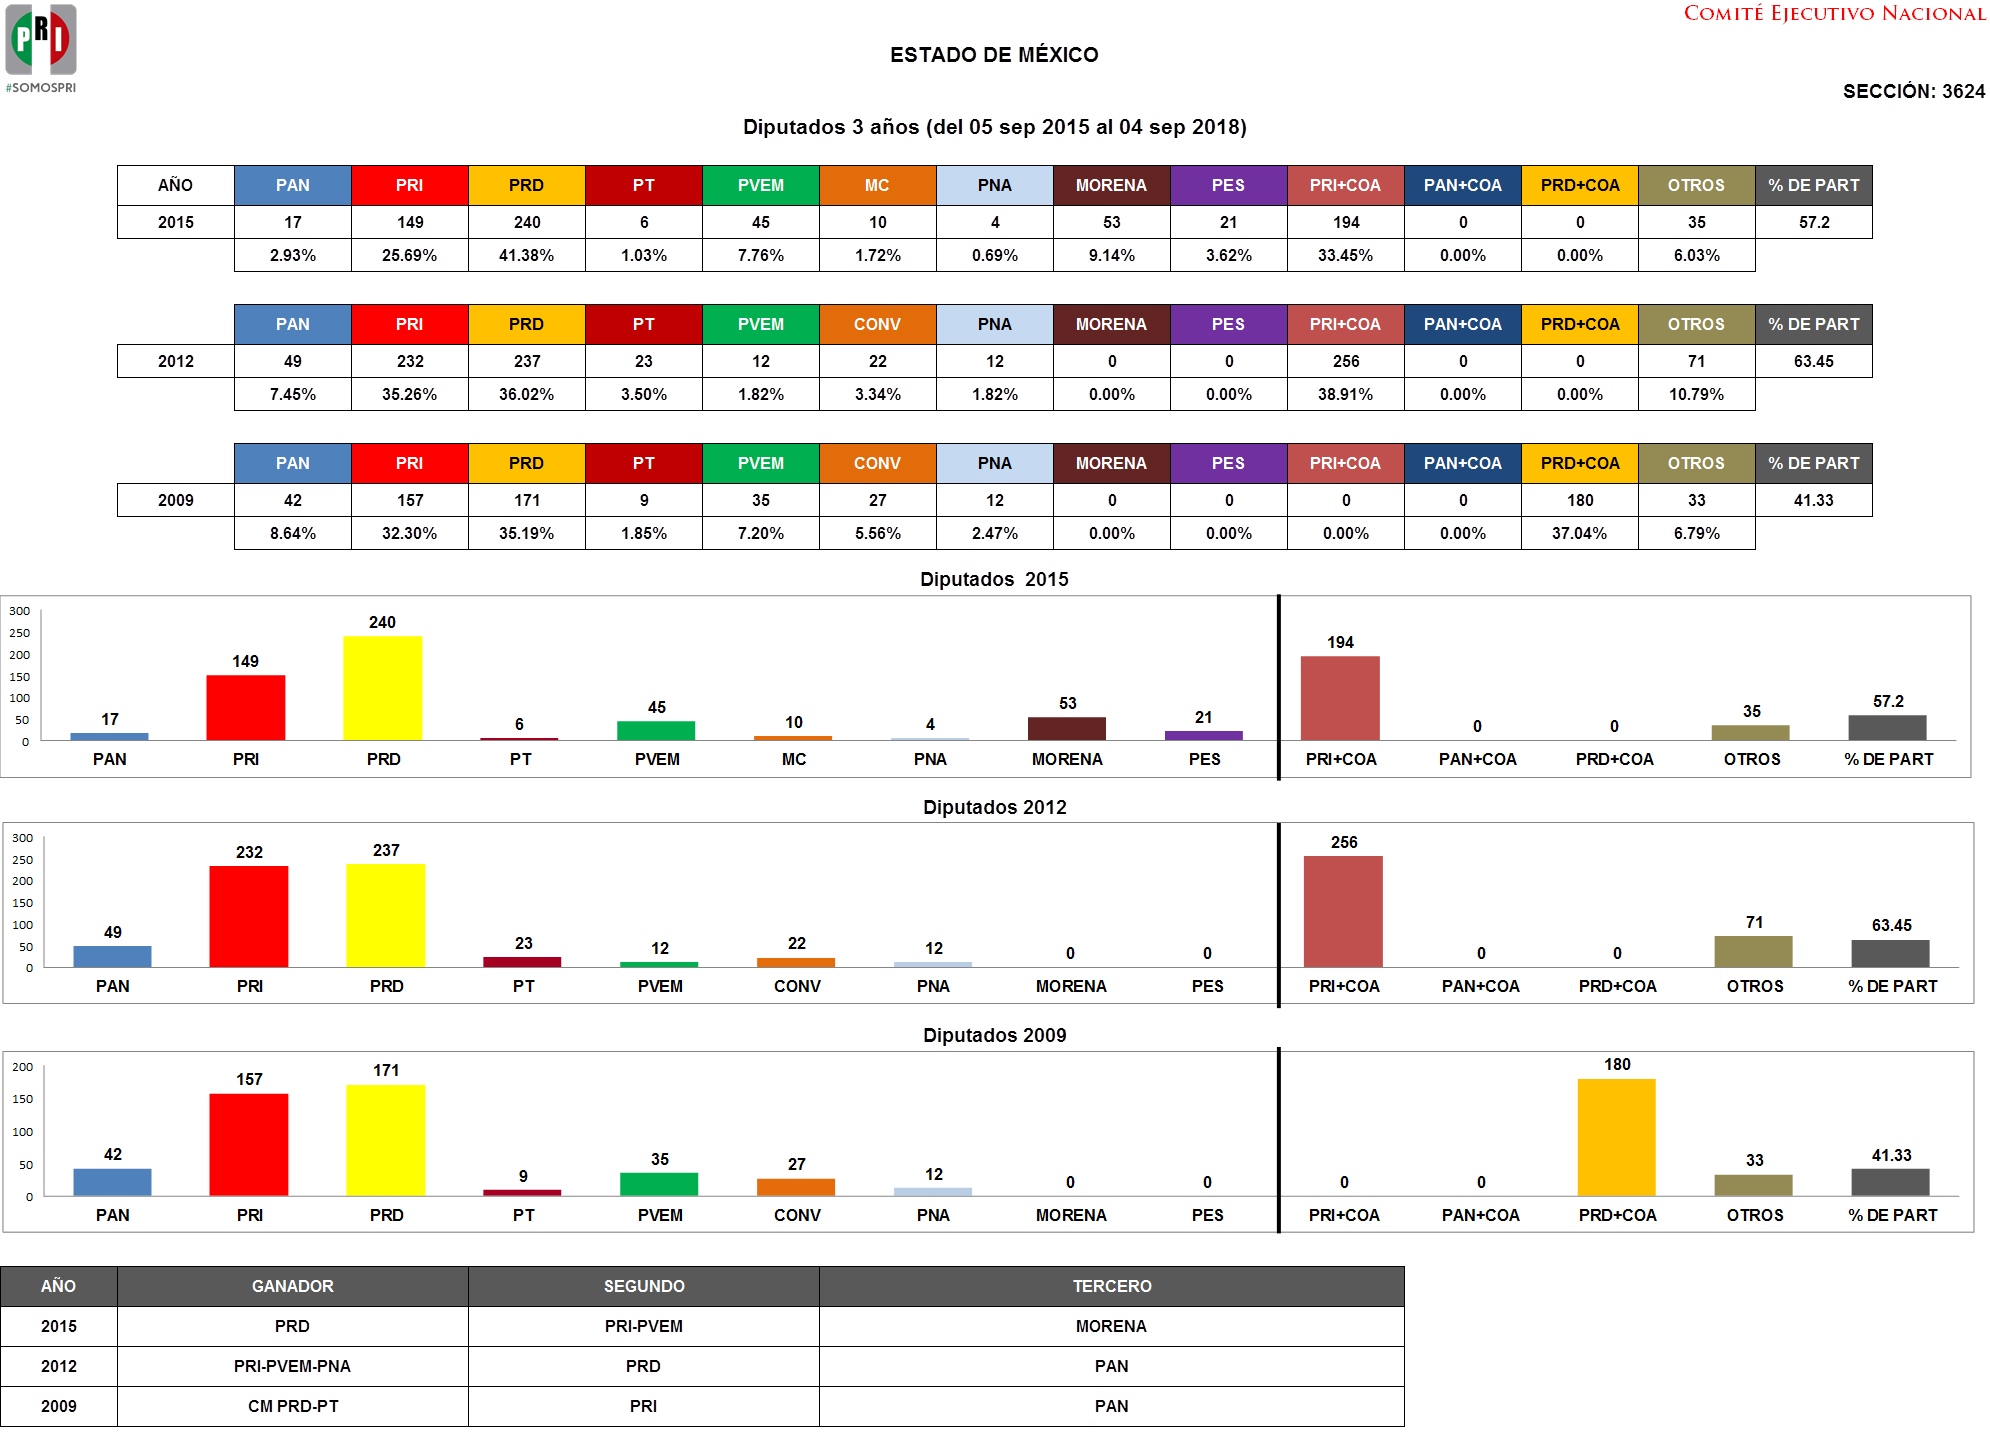 PRI
#SOMOSPRI
COMITÉ EJECUTIVO NACIONAL
ESTADO DE MÉXICO
SECCIÓN: 3624
Diputados 3 años (del 05 sep 2015 al 04 sep 2018)
AÑO PAN PRI PRD PT PVEM MC PNA MORENA PES PRI+COA PAN+COA PRD+COA OTROS % DE PART
2015 17 149 240 6 45 10 4 53 21 194 0 0 35 57.2
2.93% 25.69% 41.38% 1.03% 7.76% 1.72% 0.69% 9.14% 3.62% 33.45% 0.00% 0.00% 6.03%
PAN PRI PRD PT PVEM CONV PNA MORENA PES PRI+COA PAN+COA PRD+COA OTROS % DE PART
2012 49 232 237 23 12 22 12 0 0 256 0 0 71 63.45
7.45% 35.26% 36.02% 3.50% 1.82% 3.34% 1.82% 0.00% 0.00% 38.91% 0.00% 0.00% 10.79%
PAN PRI PRD PT PVEM CONV PNA MORENA PES PRI+COA PAN+COA PRD+COA OTROS % DE PART
2009 42 157 171 9 35 27 12 0 0 0 0 180 33 41.33
8.64% 32.30% 35.19% 1.85% 7.20% 5.56% 2.47% 0.00% 0.00% 0.00% 0.00% 37.04% 6.79%
Diputados 2015
300
250
200
150
100
50
0
17 149 240 6 45 10 4 53 21 194 0 0 35 57.2
PAN PRI PRD PT PVEM MC PNA MORENA PES PRI+COA PAN+COA PRD+COA OTROS % DE PART
Diputados 2012
300
250
200
150
100
50
0
49 232 237 23 12 22 12 0 0 256 0 0 71 63.45
PAN PRI PRD PT PVEM CONV PNA MORENA PES PRI+COA PAN+COA PRD+COA OTROS % DE PART
Diputados 2009
200
150
100
50
0
42 157 171 9 35 27 12 0 0 0 0 180 33 41.33
PAN PRI PRD PT PVEM CONV PNA MORENA PES PRI+COA PAN+COA PRD+COA OTROS % DE PART
AÑO GANADOR SEGUNDO TERCERO
2015 PRD PRI-PVEM MORENA
2012 PRI-PVEM-PNA PRD PAN
2009 CM PRD-PT PRI PAN